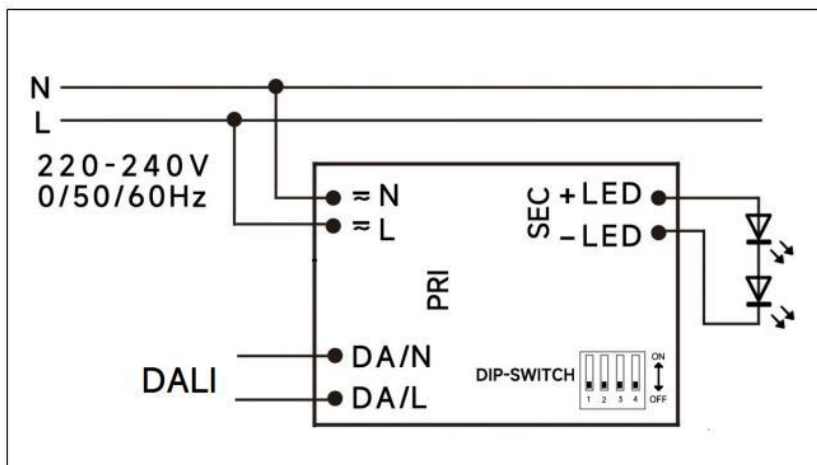 N
L
220-240V
0/50/60Hz
≂ N
≂ L
PRI
SEC
+LED
-LED
DALI
DA/N
DA/L
DIP-SWITCH
1 2 3 4
ON
OFF